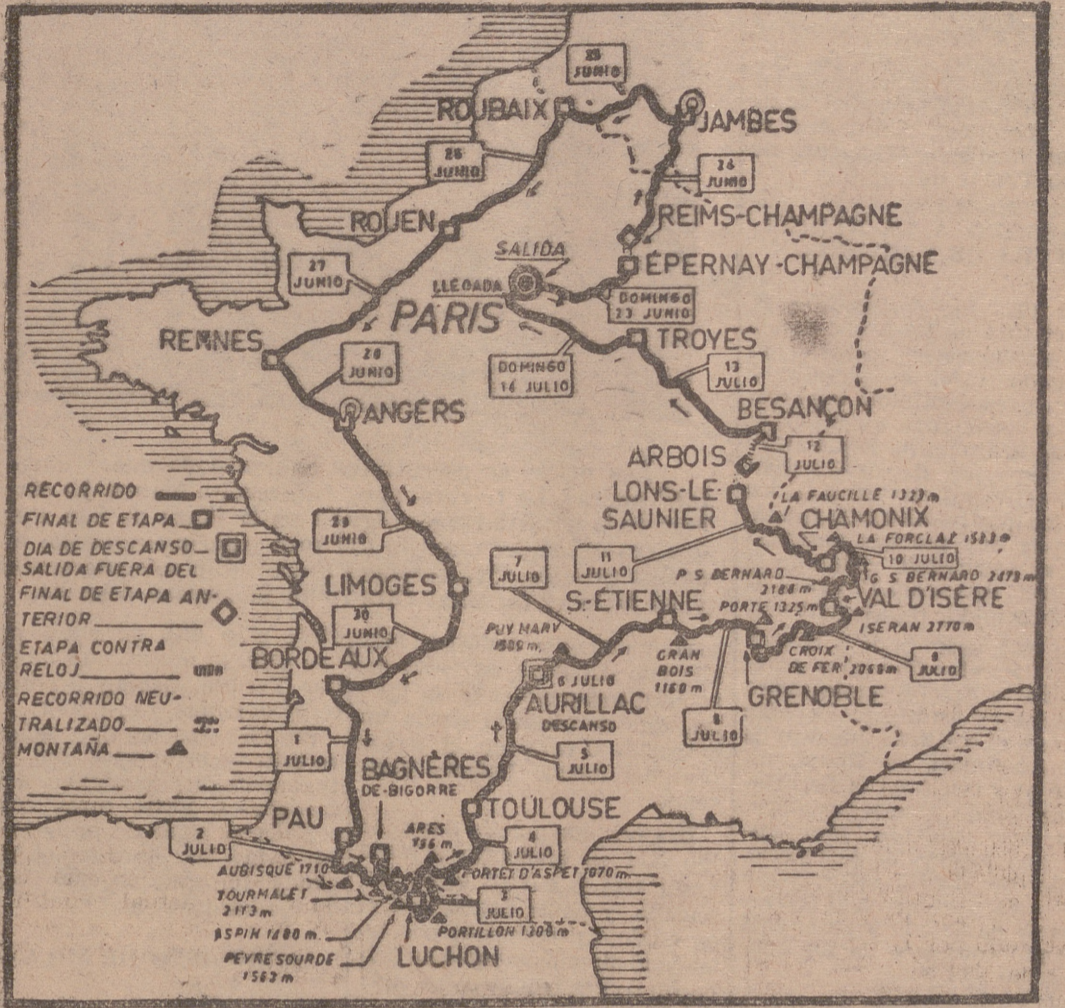 25
JUNIO
ROUBAIX
JAMBES
26
JUNIO
24
JUNIO
ROUEN
REIMS-CHAMPAGNE
SALIDA
ÉPERNAY-CHAMPAGNE
27
JUNIO
LLEGADA
DOMINGO
23 JUNIO
PARIS
RENNES
TROYES
28
JUNIO
DOMINGO
14 JULIO
13
JULIO
ANGERS
BESANÇON
ARBOIS
12
JULIO
LONS-LE-
SAUNIER
LA FAUCILLE 1323 m
CHAMONIX
LA FORCLAZ
10 JULIO
RECORRIDO
FINAL DE ETAPA
DIA DE DESCANSO
SALIDA FUERA DEL
FINAL DE ETAPA AN-
TERIOR
ETAPA CONTRA
RELOJ
RECORRIDO NEU-
TRALIZADO
MONTAÑA
JUNIO
LIMOGES
7
JULIO
11
JULIO
P S BERNARD
2188 m
G S BERNARD 2473 m
VAL D'ISÈRE
S.-ÉTIENNE
PORTE 1325 m
ISERAN 2770 m
30
JUNIO
BORDEAUX
PUY MARY
1589 m
GRAN
BOIS
1160 m
CROIX
DE FER 2068 m
JULIO
6 JULIO
AURILLAC
DESCANSO
GRENOBLE
8
JULIO
1
JULIO
5
JULIO
BAGNÈRES
DE-BIGORRE
PAU
TOULOUSE
2
JULIO
ARES
796 m
4
JULIO
AUBISQUE 1710
PORTET D'ASPET 1070 m
TOURMALET
2113 m
3
JULIO
ASPIN 1480 m.
PORTILLON 1308 m
PEYRESOURDE
1563 m
LUCHON